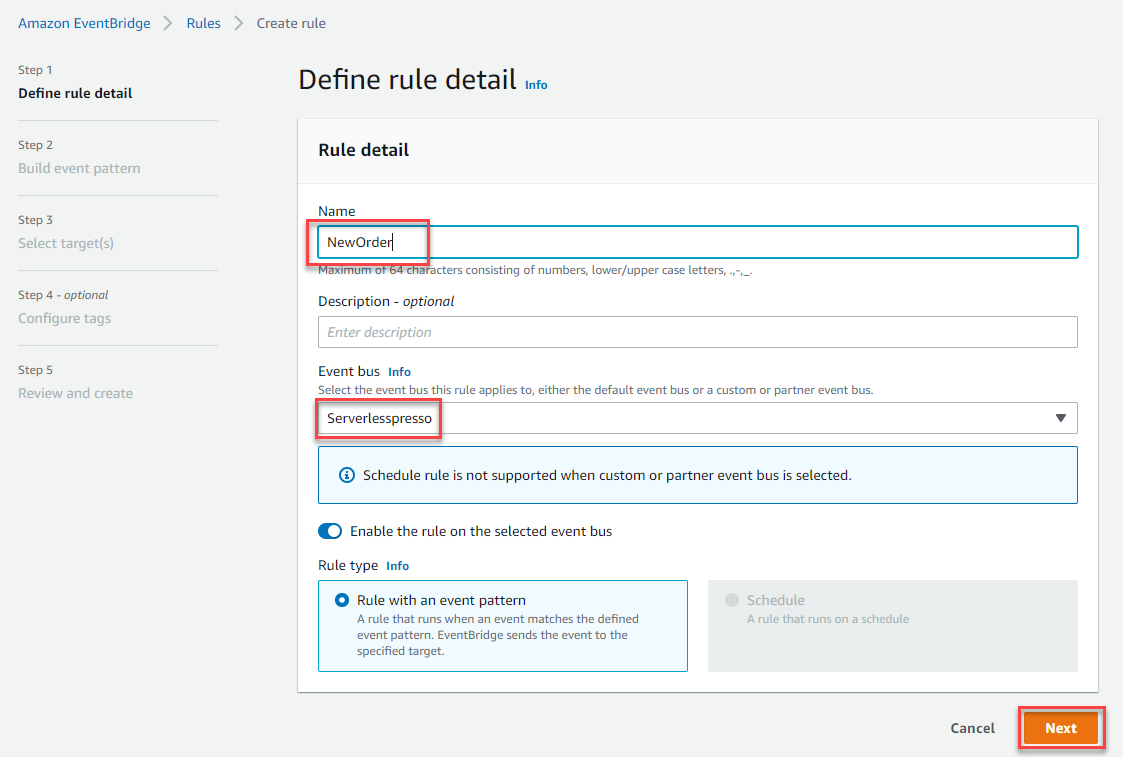 Amazon EventBridge > Rules > Create rule
Step 1
Define rule detail
Step 2
Build event pattern
Step 3
Select target(s)
Step 4 - optional
Configure tags
Step 5
Review and create
Define rule detail Info
Rule detail
Name
NewOrder
Maximum of 64 characters consisting of numbers, lower/upper case letters, .,-,_.
Description - optional
Enter description
Event bus Info
Select the event bus this rule applies to, either the default event bus or a custom or partner event bus.
Serverlesspresso
Schedule rule is not supported when custom or partner event bus is selected.
Enable the rule on the selected event bus
Rule type Info
Rule with an event pattern
A rule that runs when an event matches the defined
event pattern. EventBridge sends the event to the
specified target.
Schedule
A rule that runs on a schedule
Cancel
Next